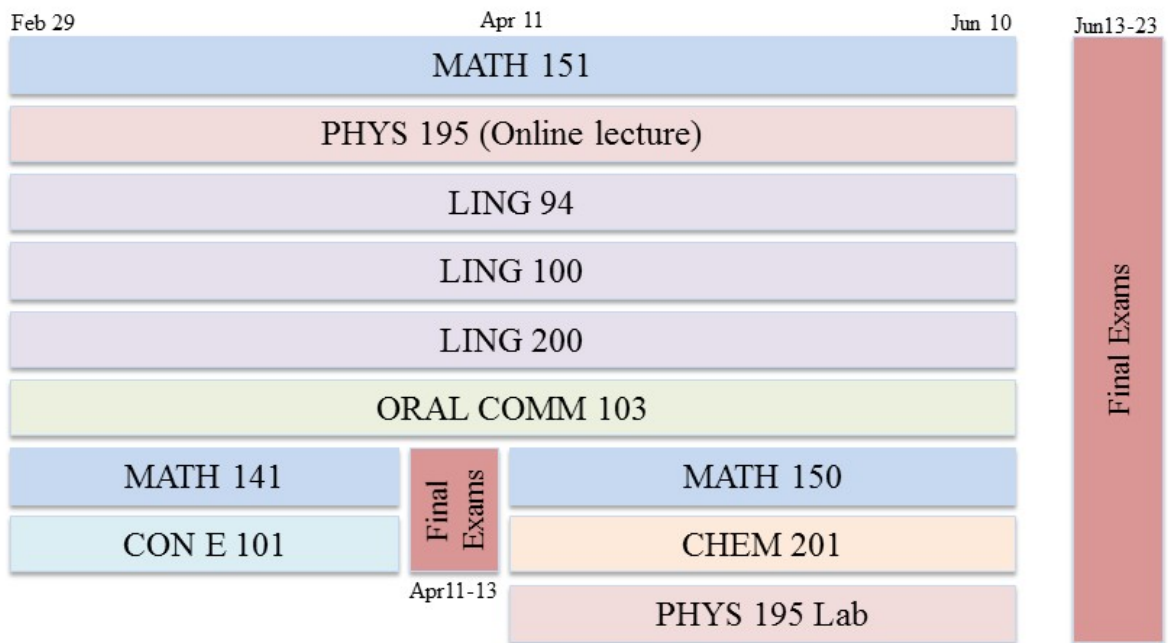 Feb 29
Apr 11
Jun 10
Jun13-23
MATH 151
PHYS 195 (Online lecture)
LING 94
LING 100
LING 200
ORAL COMM 103
MATH 141
MATH 150
CON E 101
CHEM 201
Final
Exams
Apr11-13
PHYS 195 Lab
Final Exams